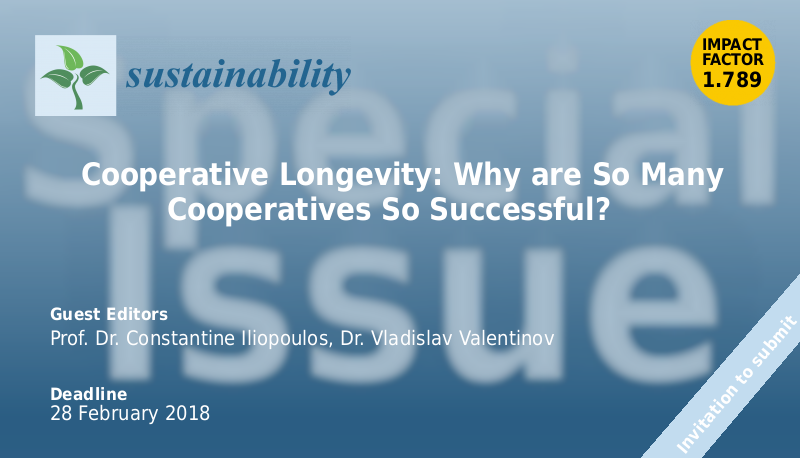 sustainability
IMPACT
FACTOR
1.789
Special
Issue
Cooperative Longevity: Why are So Many
Cooperatives So Successful?
Guest Editors
Prof. Dr. Constantine Iliopoulos, Dr. Vladislav Valentinov
Deadline
28 February 2018
Invitation to submit